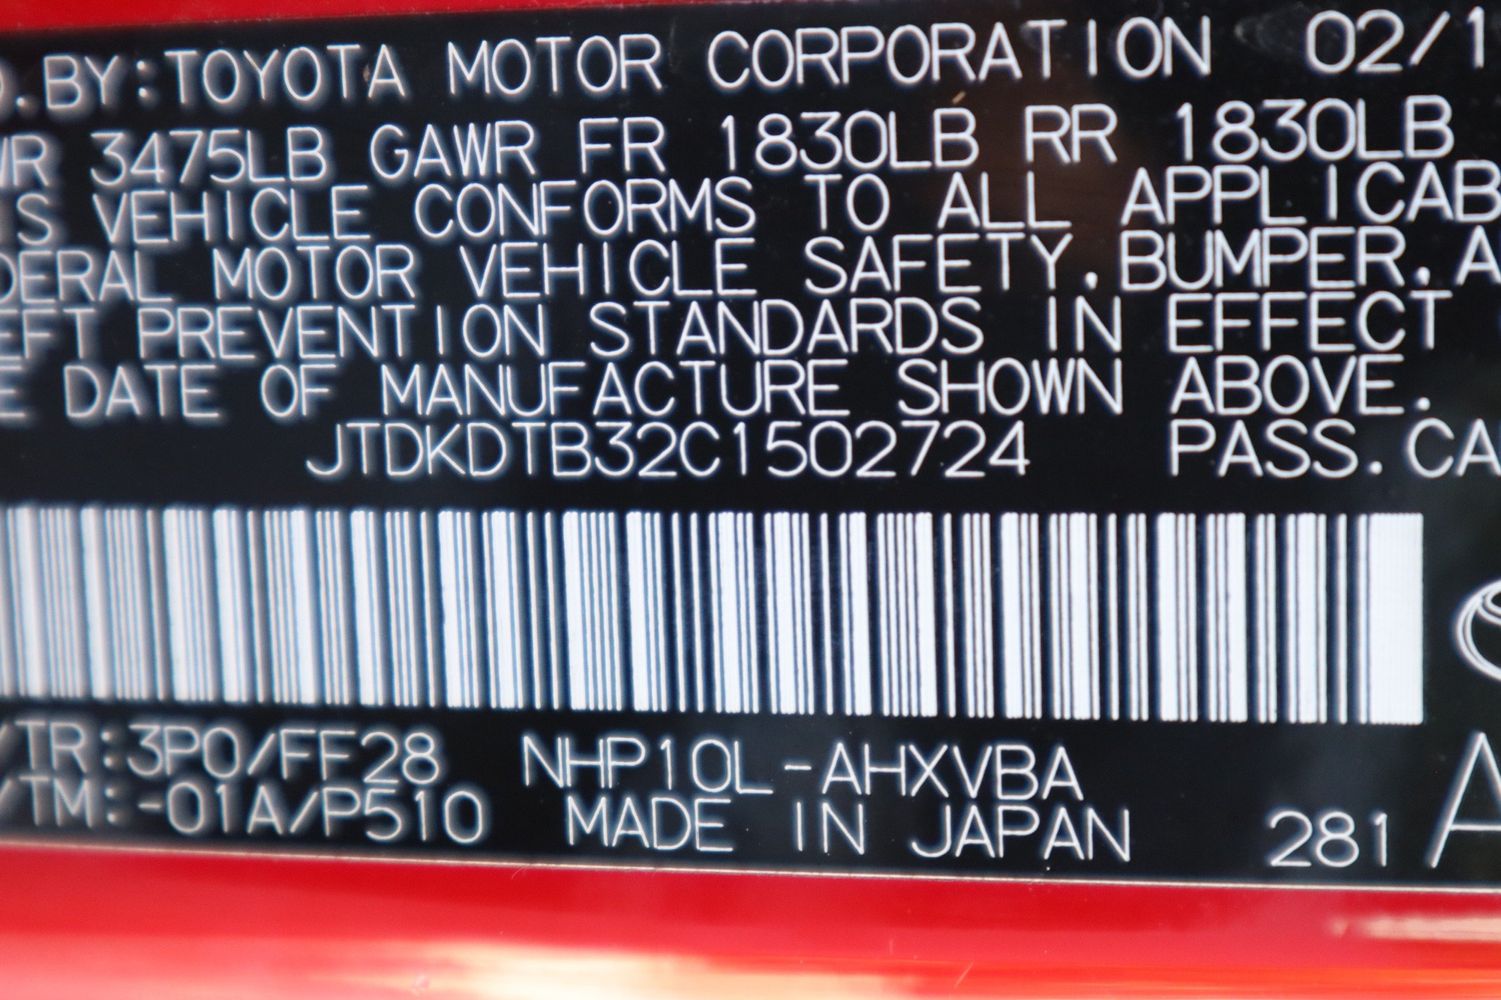 D.BY:TOYOTA MOTOR CORPORATION 02/1
WR 3475LB GAWR FR 1830LB RR 1830LB
IS VEHICLE CONFORMS TO ALL APPLICAB
DERAL MOTOR VEHICLE SAFETY,BUMPER,A
EFT PREVENTION STANDARDS IN EFFECT
E DATE OF MANUFACTURE SHOWN ABOVE.
JTDKDTB32C1502724 PASS.CA
/TR:3P0/FF28 NHP10L-AHXVBA
/TM:-01A/P510 MADE IN JAPAN 281 A